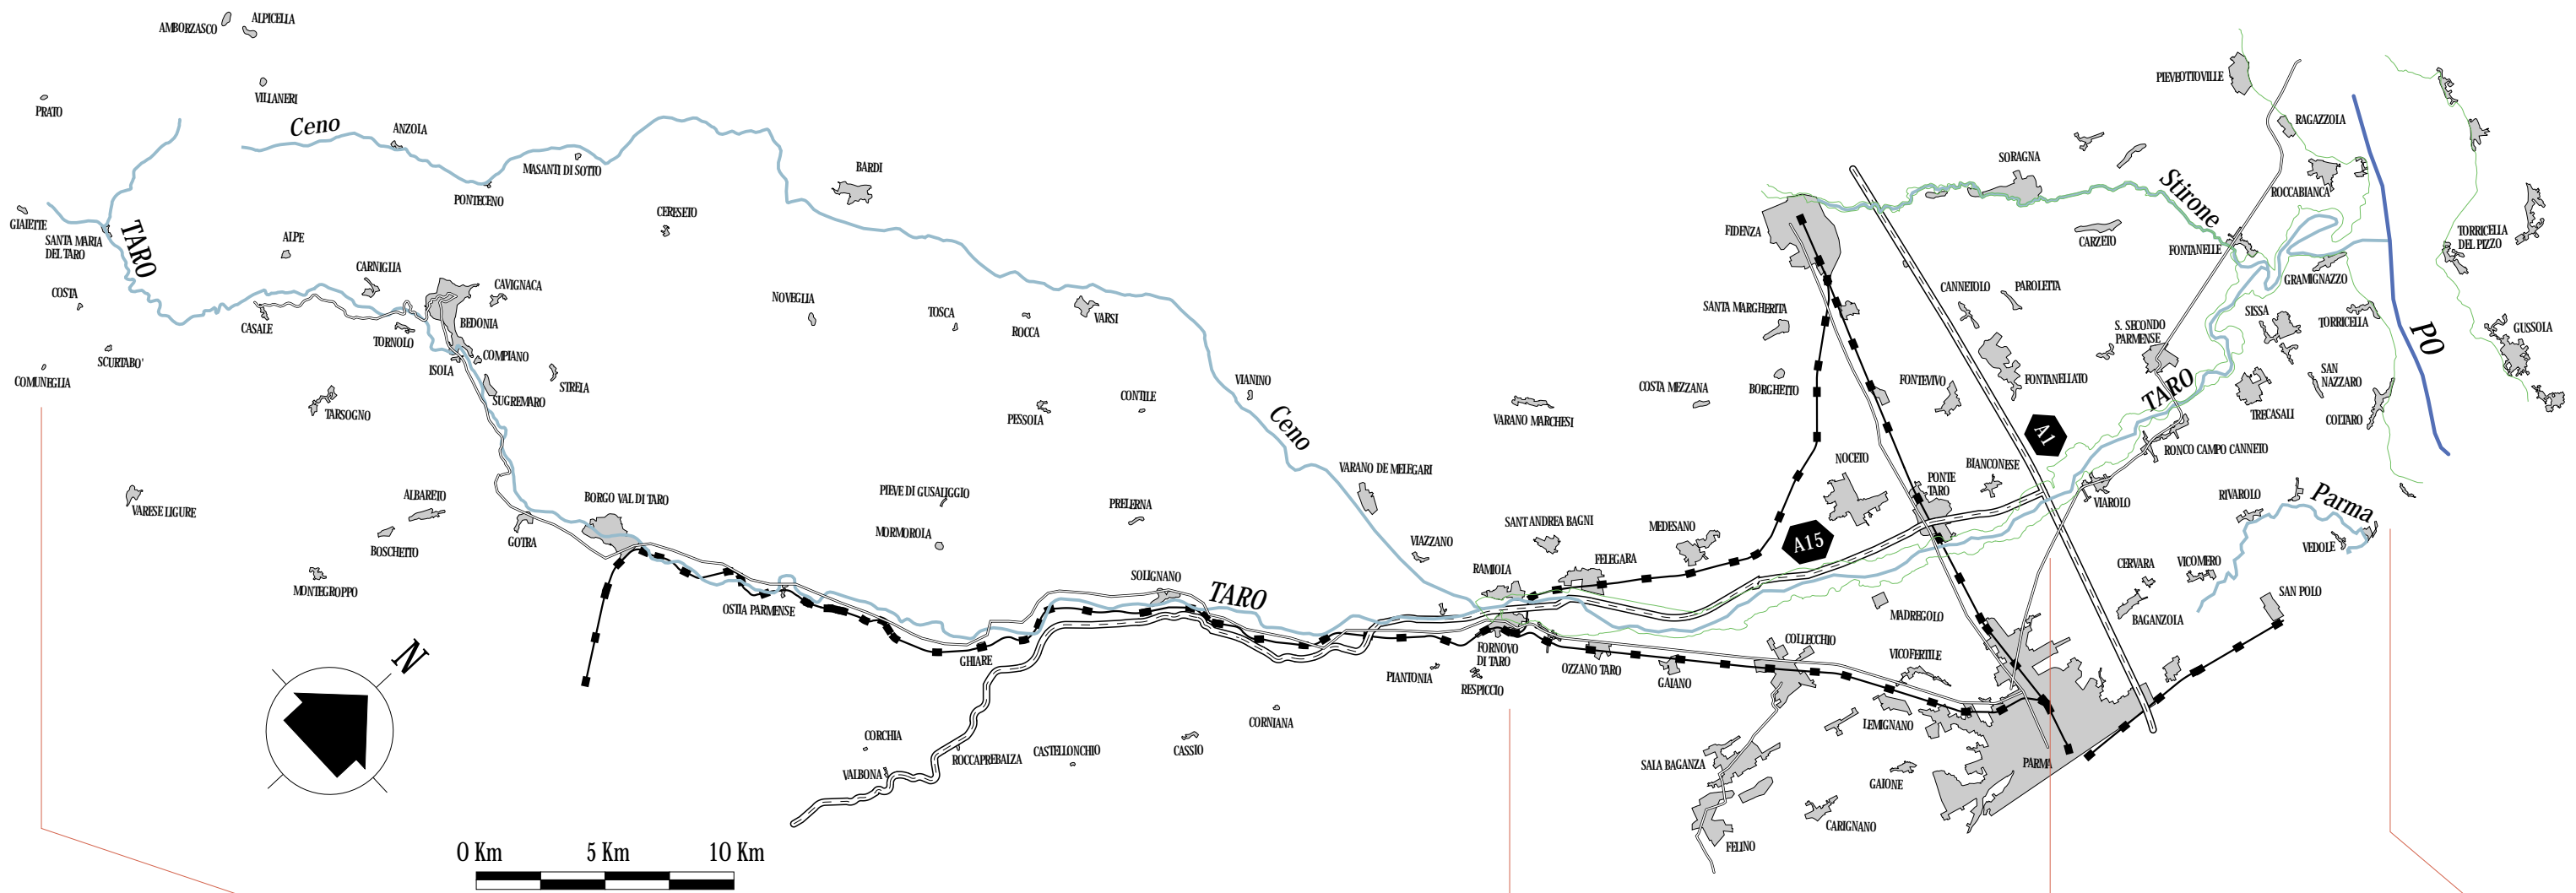 AMBORZASCO
ALPICELLA
VILLANERI
PRATO
Ceno
ANZOLA
MASANTI DI SOTTO
PONTECENO
BARDI
CERESETO
GIAIETTE
SANTA MARIA
DEL TARO
TARO
ALPE
COSTA
CARNIGLIA
CAVIGNACA
CASALE
BEDONIA
TORNOLO
COMPIANO
ISOLA
SCURTABO'
COMUNEGLIA
STRELA
SUGREMARO
TARSOGNO
NOVEGLIA
TOSCA
ROCCA
VARSI
PESSOLA
CONTILE
VIANINO
Ceno
VARESE LIGURE
ALBARETO
BOSCHETTO
GOTRA
BORGO VAL DI TARO
MONTEGROPPO
PIEVE DI GUSALIGGIO
MORMOROLA
PRELERNA
OSTIA PARMENSE
SOLIGNANO
TARO
GHIARE
VARANO DE MELEGARI
VARANO MARCHESI
VIAZZANO
SANT ANDREA BAGNI
RAMIOLA
FELEGARA
MEDESANO
FORNOVO
DI TARO
PIANTONIA
RESPICCIO
OZZANO TARO
GAIANO
CORNIANA
CORCHIA
VALBONA
ROCCAPREBALZA
CASTELLONCHIO
CASSIO
N
0 Km
5 Km
10 Km
PIEVEOTTOVILLE
RAGAZZOLA
SORAGNA
Stirone
ROCCABIANCA
FIDENZA
CARZETO
FONTANELLE
TORRICELLA
DEL PIZZO
GRAMIGNAZZO
CANNETOLO
PAROLETTA
SANTA MARGHERITA
SISSA
TORRICELLA
S. SECONDO
PARMENSE
PO
GUSSOLA
COSTA MEZZANA
BORGHETTO
FONTEVIVO
FONTANELLATO
TARO
SAN
NAZZARO
TRECASALI
COLTARO
A1
RONCO CAMPO CANNETO
NOCETO
BIANCONESE
PONTE
TARO
VIAROLO
RIVAROLO
Parma
A15
VEDOLE
CERVARA
VICOMERO
SAN POLO
MADREGOLO
BAGANZOLA
COLLECCHIO
VICOFERTILE
LEMIGNANO
SALA BAGANZA
PARMA
GAIONE
CARIGNANO
FELINO